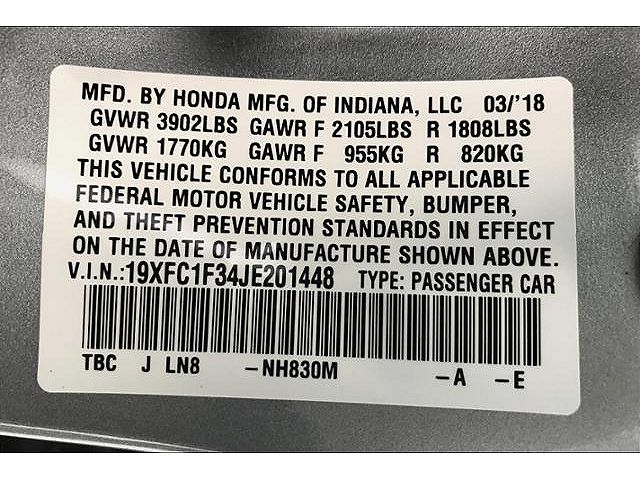 MFD. BY HONDA MFG. OF INDIANA, LLC 03/'18
GVWR 3902LBS GAWR F 2105LBS R 1808LBS
GVWR 1770KG GAWR F 955KG R 820KG
THIS VEHICLE CONFORMS TO ALL APPLICABLE
FEDERAL MOTOR VEHICLE SAFETY, BUMPER,
AND THEFT PREVENTION STANDARDS IN EFFECT
ON THE DATE OF MANUFACTURE SHOWN ABOVE.
V.I.N.:19XFC1F34JE201448 TYPE: PASSENGER CAR
TBC J LN8 -NH830M -A -E